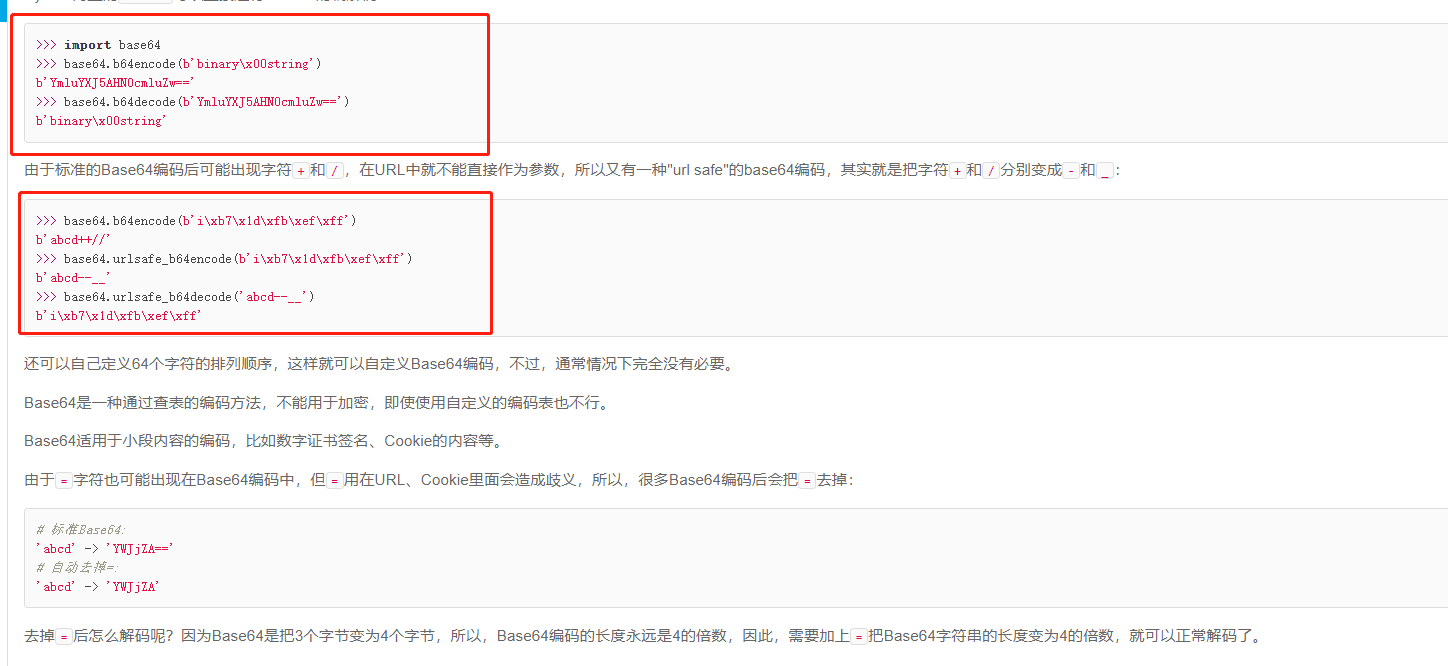 >>> import base64
>>> base64.b64encode(b'binary\x00string')
b'YmluYXJ5AHN0cmluZw=='
>>> base64.b64decode(b'YmluYXJ5AHN0cmluZw==')
b'binary\x00string'
由于标准的Base64编码后可能出现字符+和/，在URL中就不能直接作为参数，所以又有一种"url safe"的base64编码，其实就是把字符+和/分别变成-和_：
>>> base64.b64encode(b'i\xb7\x1d\xfb\xef\xff')
b'abcd++//'
>>> base64.urlsafe_b64encode(b'i\xb7\x1d\xfb\xef\xff')
b'abcd--__'
>>> base64.urlsafe_b64decode('abcd--__')
b'i\xb7\x1d\xfb\xef\xff'
还可以自己定义64个字符的排列顺序，这样就可以自定义Base64编码，不过，通常情况下完全没有必要。
Base64是一种通过查表的编码方法，不能用于加密，即使使用自定义的编码表也不行。
Base64适用于小段内容的编码，比如数字证书签名、Cookie的内容等。
由于=字符也可能出现在Base64编码中，但=用在URL、Cookie里面会造成歧义，所以，很多Base64编码后会把=去掉：
# 标准Base64:
'abcd' -> 'YWJjZA=='
# 自动去掉=:
'abcd' -> 'YWJjZA'
去掉=后怎么解码呢？因为Base64是把3个字节变为4个字节，所以，Base64编码的长度永远是4的倍数，因此，需要加上=把Base64字符串的长度变为4的倍数，就可以正常解码了。